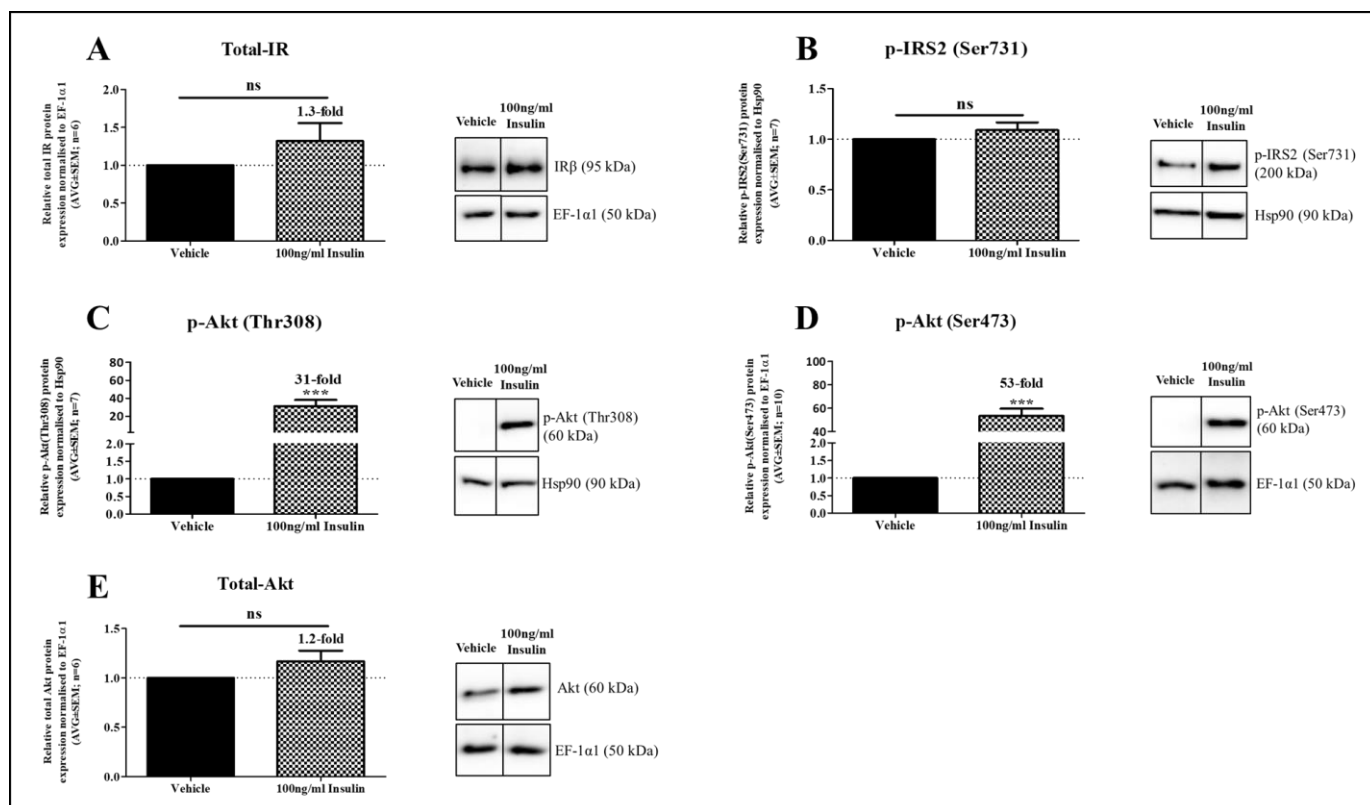 A
Total-IR
Relative total IR protein
expression normalised to EF-1α1
(AVG±SEM; n=6)
2.0
1.5
1.0
0.5
0.0
ns
1.3-fold
Vehicle
100ng/ml Insulin
Vehicle
100ng/ml
Insulin
IRβ (95 kDa)
EF-1α1 (50 kDa)
B
p-IRS2 (Ser731)
Relative p-IRS2(Ser731) protein
expression normalised to Hsp90
(AVG±SEM; n=7)
1.5
1.0
0.5
0.0
ns
Vehicle
100ng/ml Insulin
Vehicle
100ng/ml
Insulin
p-IRS2 (Ser731)
(200 kDa)
Hsp90 (90 kDa)
C
p-Akt (Thr308)
Relative p-Akt(Thr308) protein
expression normalised to Hsp90
(AVG±SEM; n=7)
80
60
40
20
2.0
1.5
1.0
0.5
0.0
31-fold
***
Vehicle
100ng/ml Insulin
Vehicle
100ng/ml
Insulin
p-Akt (Thr308)
(60 kDa)
Hsp90 (90 kDa)
D
p-Akt (Ser473)
Relative p-Akt(Ser473) protein
expression normalised to EF-1α1
(AVG±SEM; n=10)
100
80
60
40
20
2.0
1.5
1.0
0.5
0.0
53-fold
***
Vehicle
100ng/ml Insulin
Vehicle
100ng/ml
Insulin
p-Akt (Ser473)
(60 kDa)
EF-1α1 (50 kDa)
E
Total-Akt
Relative total Akt protein
expression normalised to EF-1α1
(AVG±SEM; n=6)
1.5
1.0
0.5
0.0
ns
1.2-fold
Vehicle
100ng/ml Insulin
Vehicle
100ng/ml
Insulin
Akt (60 kDa)
EF-1α1 (50 kDa)